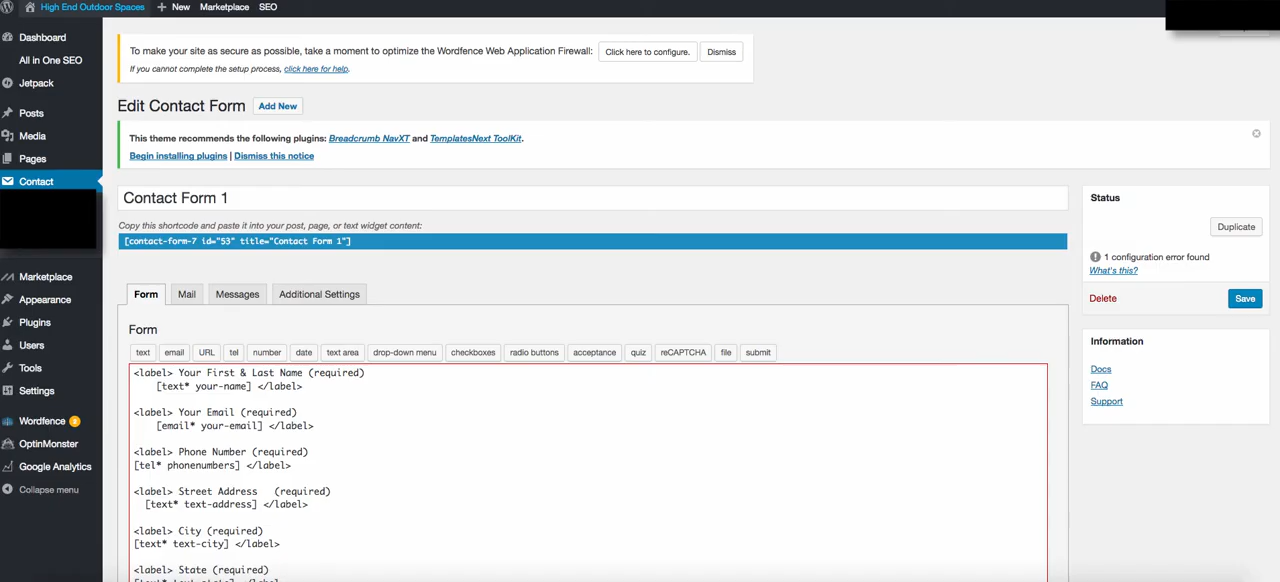 High End Outdoor Spaces
New
Marketplace
SEO
Dashboard
All in One SEO
Jetpack
Posts
Media
Pages
Contact
Marketplace
Appearance
Plugins
Users
Tools
Settings
Wordfence
OptinMonster
Google Analytics
Collapse menu
To make your site as secure as possible, take a moment to optimize the Wordfence Web Application Firewall: Click here to configure. Dismiss
If you cannot complete the setup process, click here for help.
Edit Contact Form Add New
This theme recommends the following plugins: Breadcrumb NavXT and TemplatesNext ToolKit.
Begin installing plugins | Dismiss this notice
Contact Form 1
Copy this shortcode and paste it into your post, page, or text widget content:
[contact-form-7 id="53" title="Contact Form 1"]
Form Mail Messages Additional Settings
Form
text email URL tel number date text area drop-down menu checkboxes radio buttons acceptance quiz reCAPTCHA file submit
<label> Your First & Last Name (required)
[text* your-name] </label>
<label> Your Email (required)
[email* your-email] </label>
<label> Phone Number (required)
[tel* phonenumbers] </label>
<label> Street Address (required)
[text* text-address] </label>
<label> City (required)
[text* text-city] </label>
<label> State (required)
Status
Duplicate
1 configuration error found
What's this?
Delete Save
Information
Docs
FAQ
Support